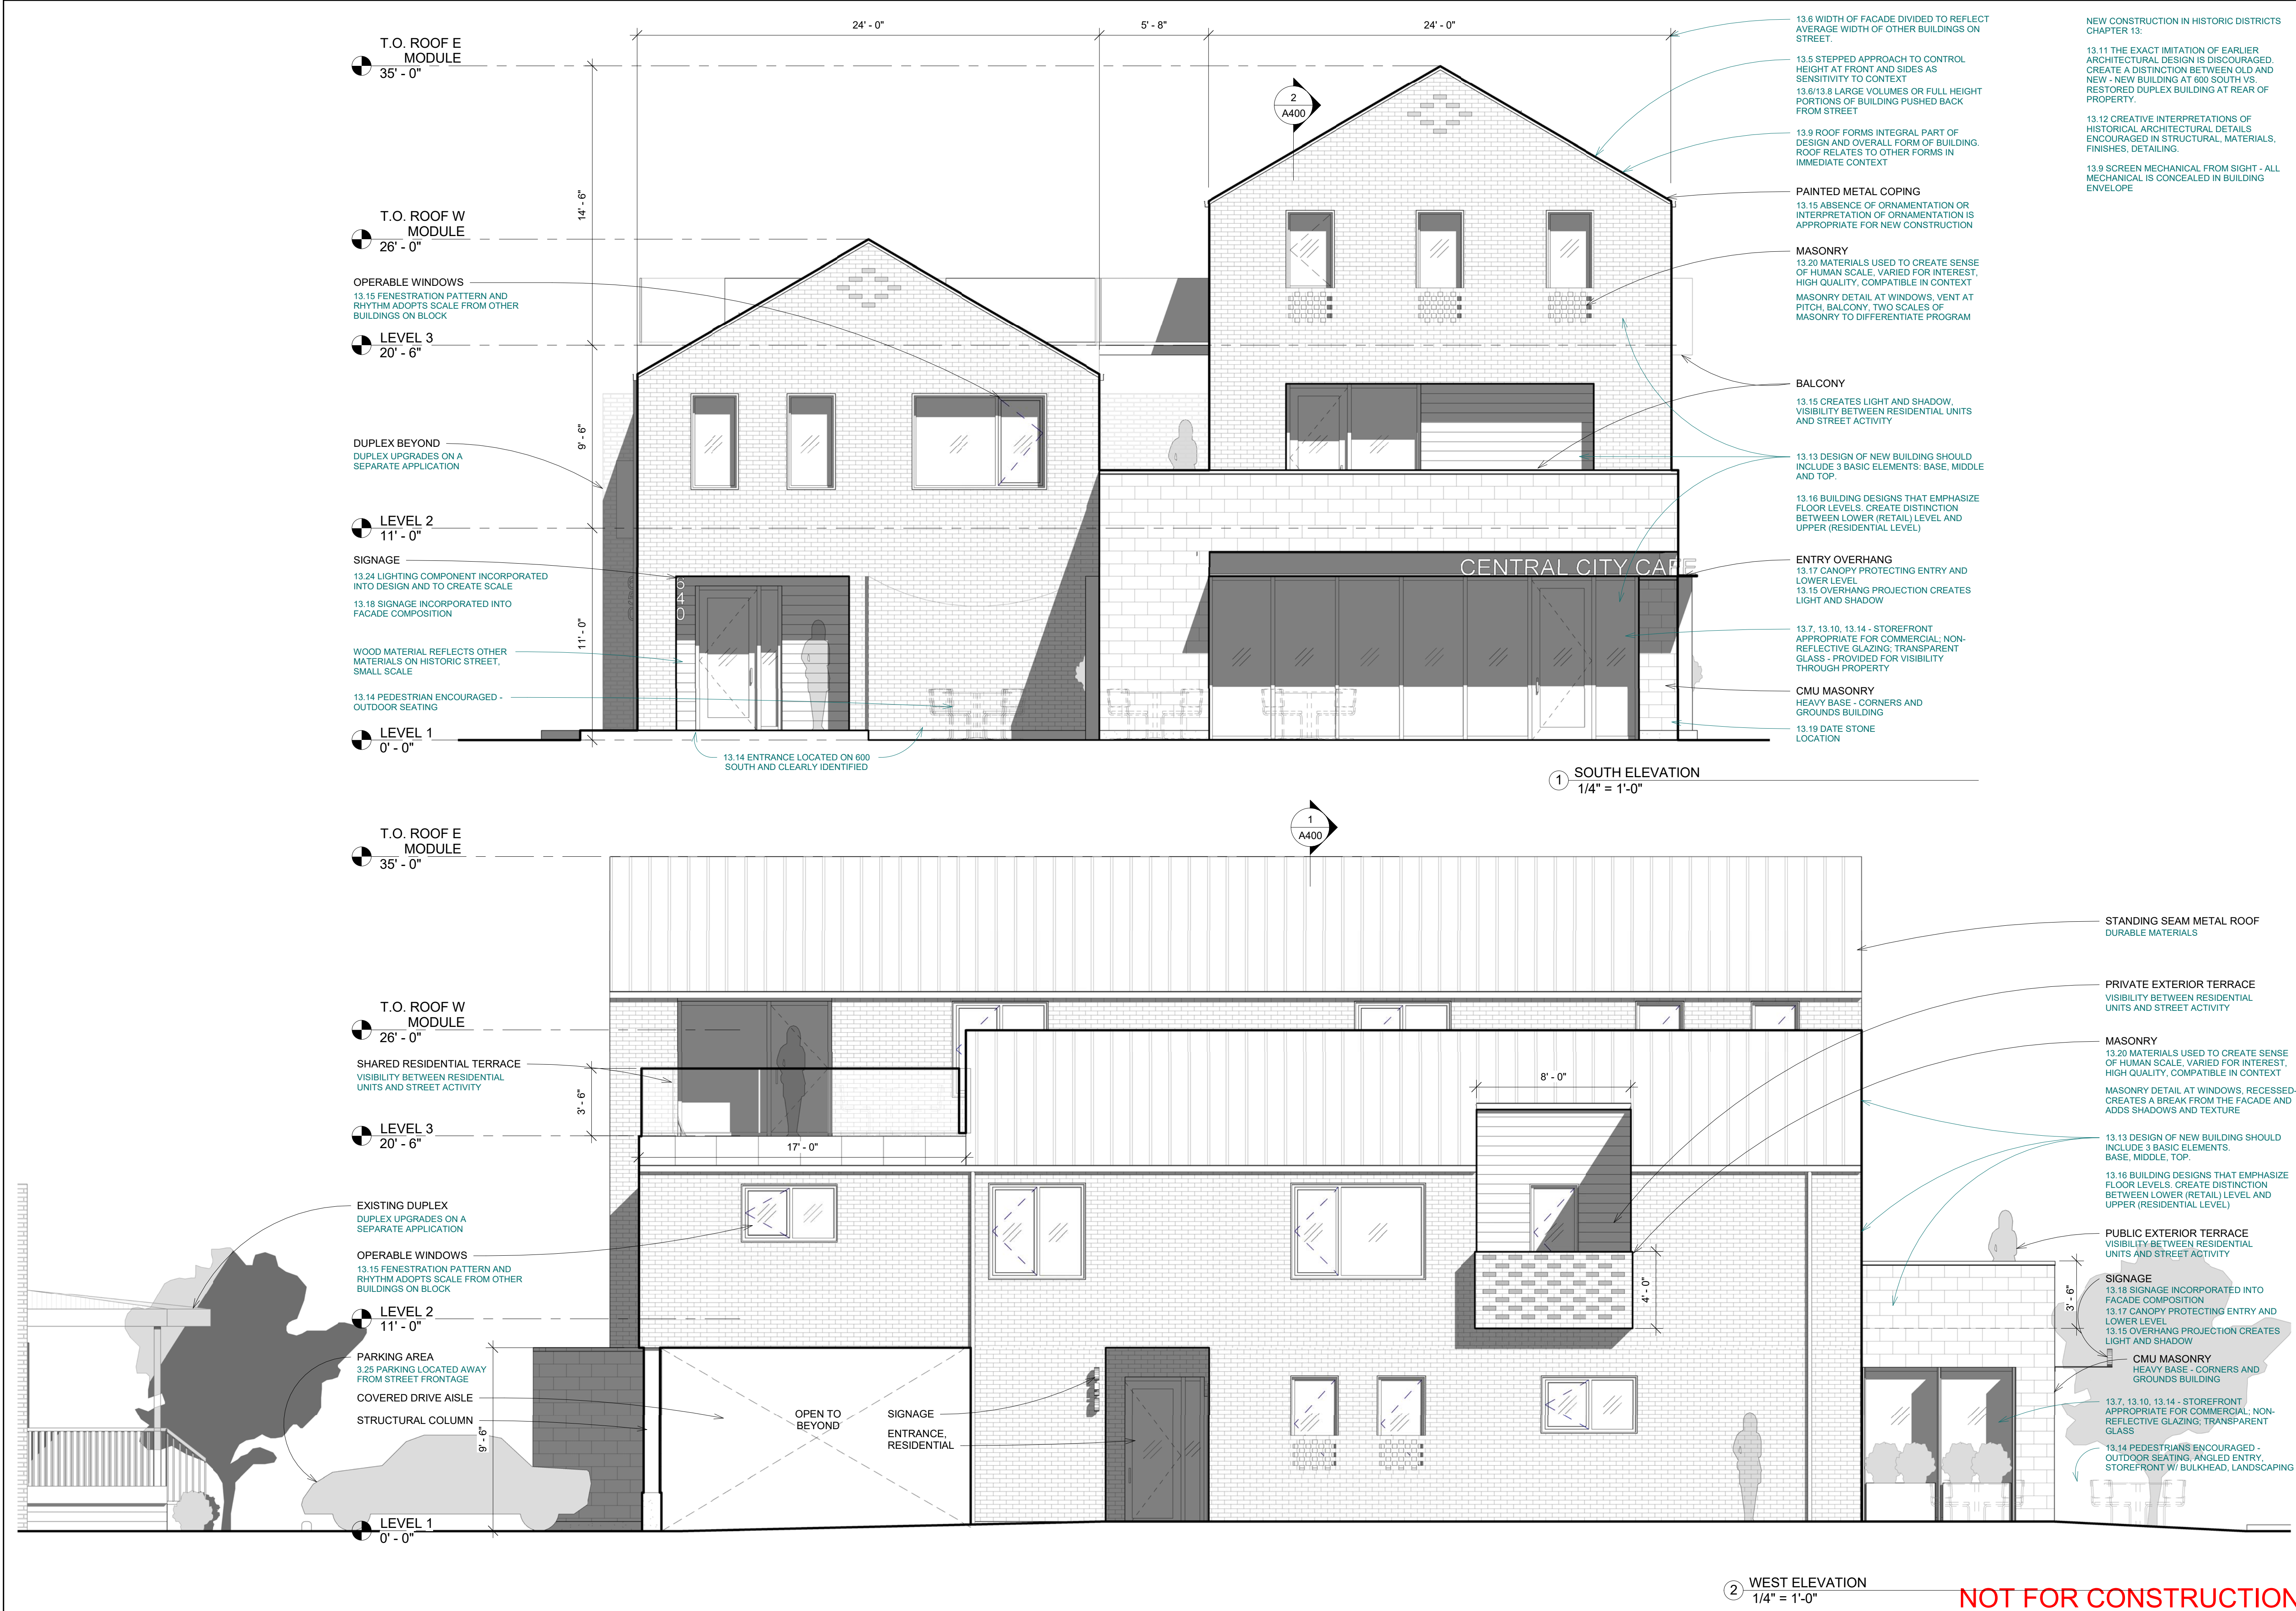 24' - 0"
5' - 8"
24' - 0"
T.O. ROOF E
MODULE
35' - 0"
14' - 6"
T.O. ROOF W
MODULE
26' - 0"
OPERABLE WINDOWS
13.15 FENESTRATION PATTERN AND
RHYTHM ADOPTS SCALE FROM OTHER
BUILDINGS ON BLOCK
LEVEL 3
20' - 6"
9' - 6"
DUPLEX BEYOND
DUPLEX UPGRADES ON A
SEPARATE APPLICATION
LEVEL 2
11' - 0"
SIGNAGE
13.24 LIGHTING COMPONENT INCORPORATED
INTO DESIGN AND TO CREATE SCALE
13.18 SIGNAGE INCORPORATED INTO
FACADE COMPOSITION
11' - 0"
WOOD MATERIAL REFLECTS OTHER
MATERIALS ON HISTORIC STREET,
SMALL SCALE
13.14 PEDESTRIAN ENCOURAGED -
OUTDOOR SEATING
LEVEL 1
0' - 0"
13.14 ENTRANCE LOCATED ON 600
SOUTH AND CLEARLY IDENTIFIED
2
A400
640
CENTRAL CITY CAFE
13.6 WIDTH OF FACADE DIVIDED TO REFLECT
AVERAGE WIDTH OF OTHER BUILDINGS ON
STREET.
13.5 STEPPED APPROACH TO CONTROL
HEIGHT AT FRONT AND SIDES AS
SENSITIVITY TO CONTEXT
13.6/13.8 LARGE VOLUMES OR FULL HEIGHT
PORTIONS OF BUILDING PUSHED BACK
FROM STREET
13.9 ROOF FORMS INTEGRAL PART OF
DESIGN AND OVERALL FORM OF BUILDING.
ROOF RELATES TO OTHER FORMS IN
IMMEDIATE CONTEXT
PAINTED METAL COPING
13.15 ABSENCE OF ORNAMENTATION OR
INTERPRETATION OF ORNAMENTATION IS
APPROPRIATE FOR NEW CONSTRUCTION
MASONRY
13.20 MATERIALS USED TO CREATE SENSE
OF HUMAN SCALE, VARIED FOR INTEREST,
HIGH QUALITY, COMPATIBLE IN CONTEXT
MASONRY DETAIL AT WINDOWS, VENT AT
PITCH, BALCONY, TWO SCALES OF
MASONRY TO DIFFERENTIATE PROGRAM
BALCONY
13.15 CREATES LIGHT AND SHADOW,
VISIBILITY BETWEEN RESIDENTIAL UNITS
AND STREET ACTIVITY
13.13 DESIGN OF NEW BUILDING SHOULD
INCLUDE 3 BASIC ELEMENTS: BASE, MIDDLE
AND TOP.
13.16 BUILDING DESIGNS THAT EMPHASIZE
FLOOR LEVELS. CREATE DISTINCTION
BETWEEN LOWER (RETAIL) LEVEL AND
UPPER (RESIDENTIAL LEVEL)
ENTRY OVERHANG
13.17 CANOPY PROTECTING ENTRY AND
LOWER LEVEL
13.15 OVERHANG PROJECTION CREATES
LIGHT AND SHADOW
13.7, 13.10, 13.14 - STOREFRONT
APPROPRIATE FOR COMMERCIAL; NON-
REFLECTIVE GLAZING; TRANSPARENT
GLASS - PROVIDED FOR VISIBILITY
THROUGH PROPERTY
CMU MASONRY
HEAVY BASE - CORNERS AND
GROUNDS BUILDING
13.19 DATE STONE
LOCATION
NEW CONSTRUCTION IN HISTORIC DISTRICTS
CHAPTER 13:
13.11 THE EXACT IMITATION OF EARLIER
ARCHITECTURAL DESIGN IS DISCOURAGED.
CREATE A DISTINCTION BETWEEN OLD AND
NEW - NEW BUILDING AT 600 SOUTH VS.
RESTORED DUPLEX BUILDING AT REAR OF
PROPERTY.
13.12 CREATIVE INTERPRETATIONS OF
HISTORICAL ARCHITECTURAL DETAILS
ENCOURAGED IN STRUCTURAL, MATERIALS,
FINISHES, DETAILING.
13.9 SCREEN MECHANICAL FROM SIGHT - ALL
MECHANICAL IS CONCEALED IN BUILDING
ENVELOPE
1
SOUTH ELEVATION
1/4" = 1'-0"
1
A400
T.O. ROOF E
MODULE
35' - 0"
T.O. ROOF W
MODULE
26' - 0"
SHARED RESIDENTIAL TERRACE
VISIBILITY BETWEEN RESIDENTIAL
UNITS AND STREET ACTIVITY
3' - 6"
LEVEL 3
20' - 6"
17' - 0"
8' - 0"
4' - 0"
EXISTING DUPLEX
DUPLEX UPGRADES ON A
SEPARATE APPLICATION
OPERABLE WINDOWS
13.15 FENESTRATION PATTERN AND
RHYTHM ADOPTS SCALE FROM OTHER
BUILDINGS ON BLOCK
LEVEL 2
11' - 0"
PARKING AREA
3.25 PARKING LOCATED AWAY
FROM STREET FRONTAGE
COVERED DRIVE AISLE
STRUCTURAL COLUMN
9' - 6"
OPEN TO
BEYOND
SIGNAGE
ENTRANCE,
RESIDENTIAL
LEVEL 1
0' - 0"
STANDING SEAM METAL ROOF
DURABLE MATERIALS
PRIVATE EXTERIOR TERRACE
VISIBILITY BETWEEN RESIDENTIAL
UNITS AND STREET ACTIVITY
MASONRY
13.20 MATERIALS USED TO CREATE SENSE
OF HUMAN SCALE, VARIED FOR INTEREST,
HIGH QUALITY, COMPATIBLE IN CONTEXT
MASONRY DETAIL AT WINDOWS, RECESSED-
CREATES A BREAK FROM THE FACADE AND
ADDS SHADOWS AND TEXTURE
13.13 DESIGN OF NEW BUILDING SHOULD
INCLUDE 3 BASIC ELEMENTS.
BASE, MIDDLE, TOP.
13.16 BUILDING DESIGNS THAT EMPHASIZE
FLOOR LEVELS. CREATE DISTINCTION
BETWEEN LOWER (RETAIL) LEVEL AND
UPPER (RESIDENTIAL LEVEL)
PUBLIC EXTERIOR TERRACE
VISIBILITY BETWEEN RESIDENTIAL
UNITS AND STREET ACTIVITY
3' - 6"
SIGNAGE
13.18 SIGNAGE INCORPORATED INTO
FACADE COMPOSITION
13.17 CANOPY PROTECTING ENTRY AND
LOWER LEVEL
13.15 OVERHANG PROJECTION CREATES
LIGHT AND SHADOW
CMU MASONRY
HEAVY BASE - CORNERS AND
GROUNDS BUILDING
13.7, 13.10, 13.14 - STOREFRONT
APPROPRIATE FOR COMMERCIAL; NON-
REFLECTIVE GLAZING; TRANSPARENT
GLASS
13.14 PEDESTRIANS ENCOURAGED -
OUTDOOR SEATING, ANGLED ENTRY,
STOREFRONT W/ BULKHEAD, LANDSCAPING
2
WEST ELEVATION
1/4" = 1'-0"
NOT FOR CONSTRUCTION